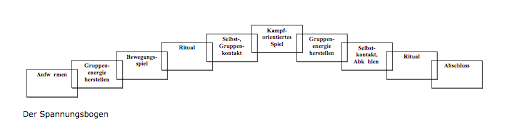 Aufw rmen
Gruppen-
energie
herstellen
Bewegungs-
spiel
Ritual
Selbst-,
Gruppen-
kontakt
Kampf-
orientiertes
Spiel
Gruppen-
energie
herstellen
Selbst-
kontakt,
Abk hlen
Ritual
Abschluss
Der Spannungsbogen